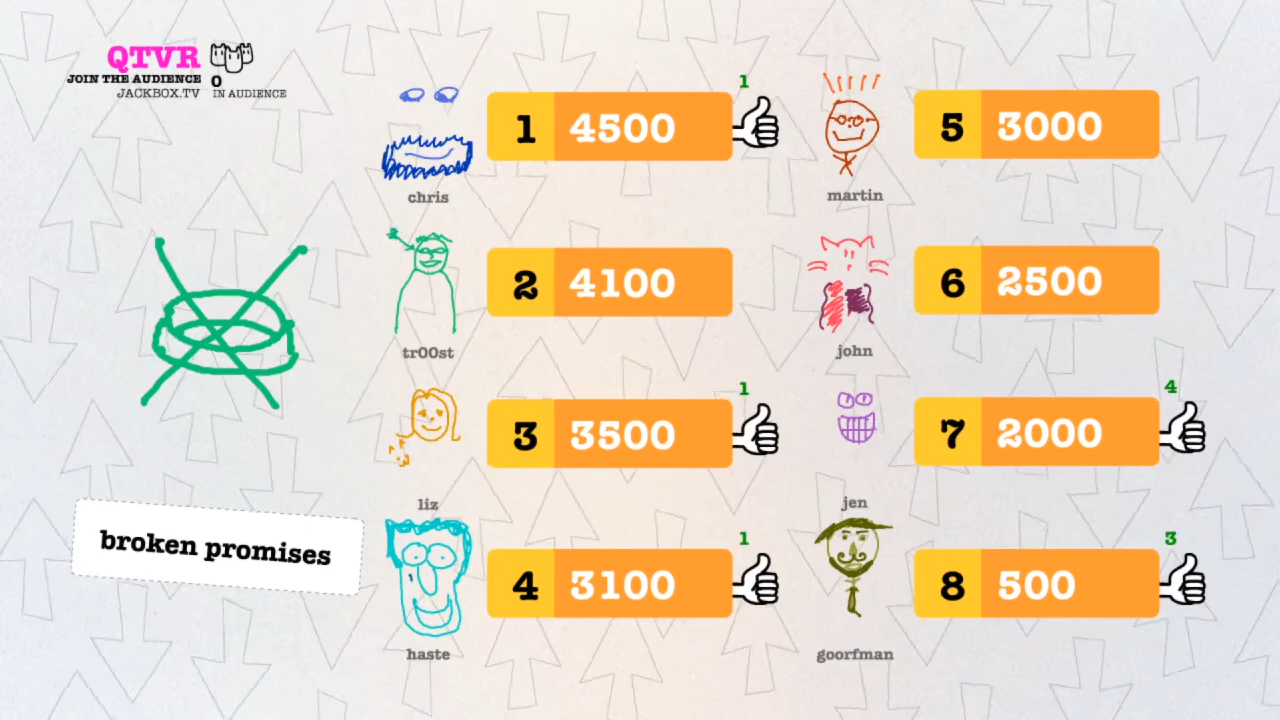 QTVR
JOIN THE AUDIENCE
JACKBOX.TV
0
IN AUDIENCE
broken promises
1 4500
1
chris
2 4100
tr00st
3 3500
1
liz
4 3100
1
haste
5 3000
martin
6 2500
john
7 2000
4
jen
8 500
3
goorfman